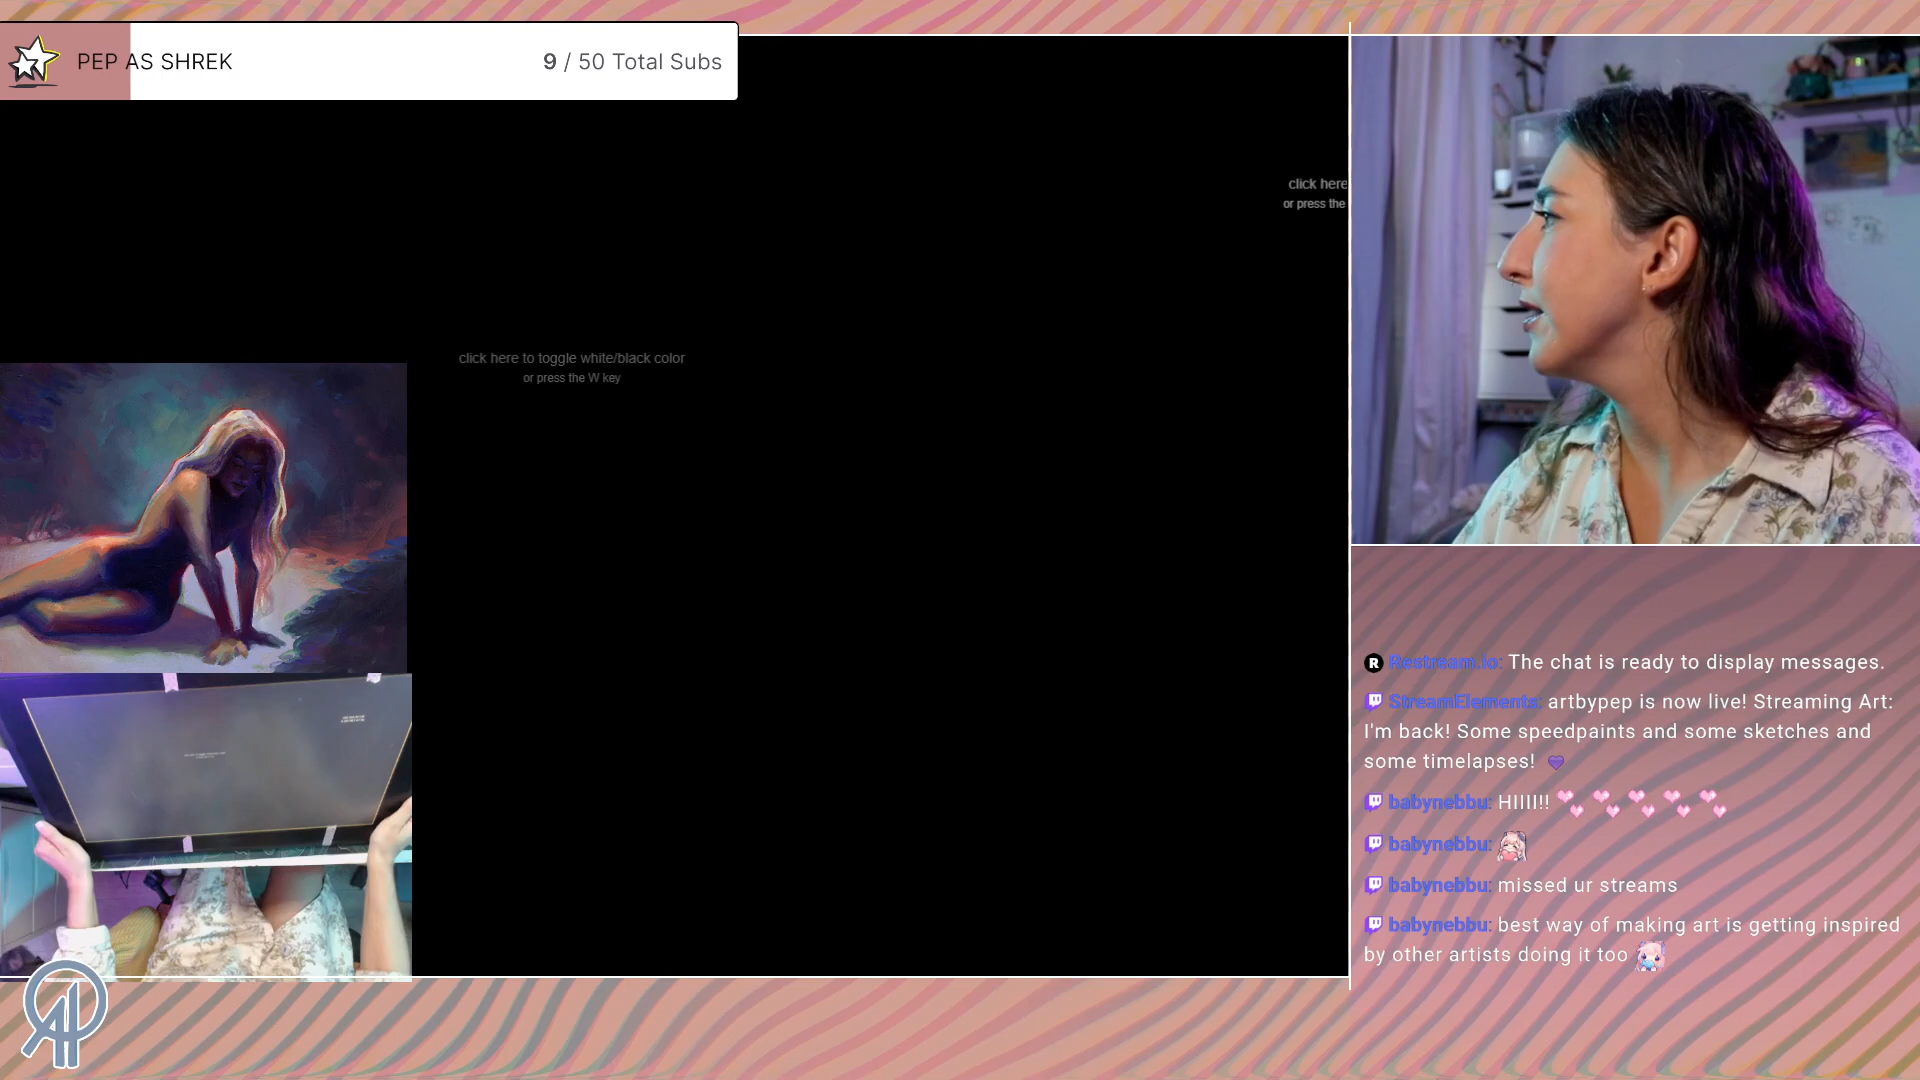 PEP AS SHREK
9 / 50 Total Subs
click here
or press the
click here to toggle white/black color
or press the W key
R Restream.io: The chat is ready to display messages.
StreamElements: artbypep is now live! Streaming Art:
I'm back! Some speedpaints and some sketches and
some timelapses!
babynebbu: HIIII!!
babynebbu:
babynebbu: missed ur streams
babynebbu: best way of making art is getting inspired
by other artists doing it too
AP